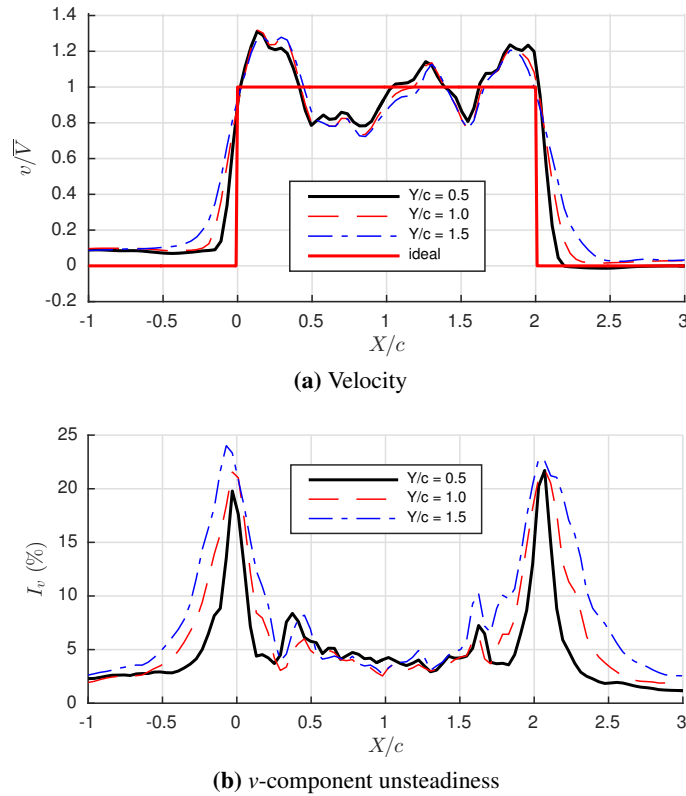 1.4
1.2
1
0.8
0.6
0.4
0.2
0
-0.2
v/V̅
Y/c = 0.5
Y/c = 1.0
Y/c = 1.5
ideal
-1 -0.5 0 0.5 1 1.5 2 2.5 3
X/c
(a) Velocity
25
20
15
10
5
0
I_v (%)
Y/c = 0.5
Y/c = 1.0
Y/c = 1.5
-1 -0.5 0 0.5 1 1.5 2 2.5 3
X/c
(b) v-component unsteadiness